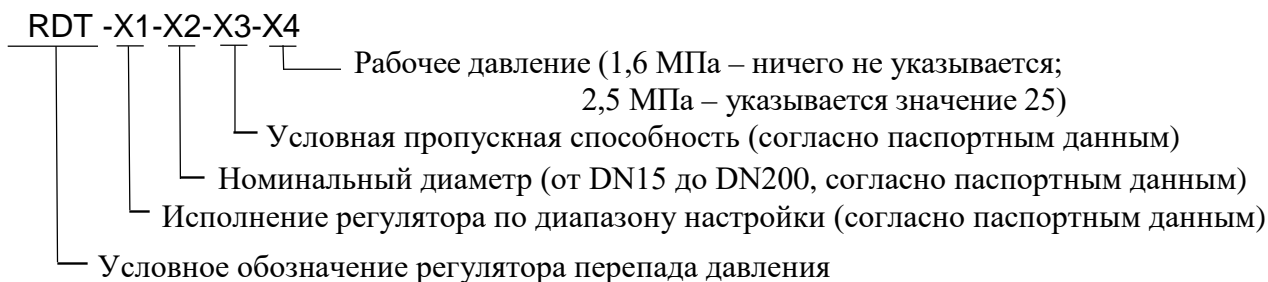 RDT -X1-X2-X3-X4
Рабочее давление (1,6 МПа – ничего не указывается;
2,5 МПа – указывается значение 25)
Условная пропускная способность (согласно паспортным данным)
Номинальный диаметр (от DN15 до DN200, согласно паспортным данным)
Исполнение регулятора по диапазону настройки (согласно паспортным данным)
Условное обозначение регулятора перепада давления